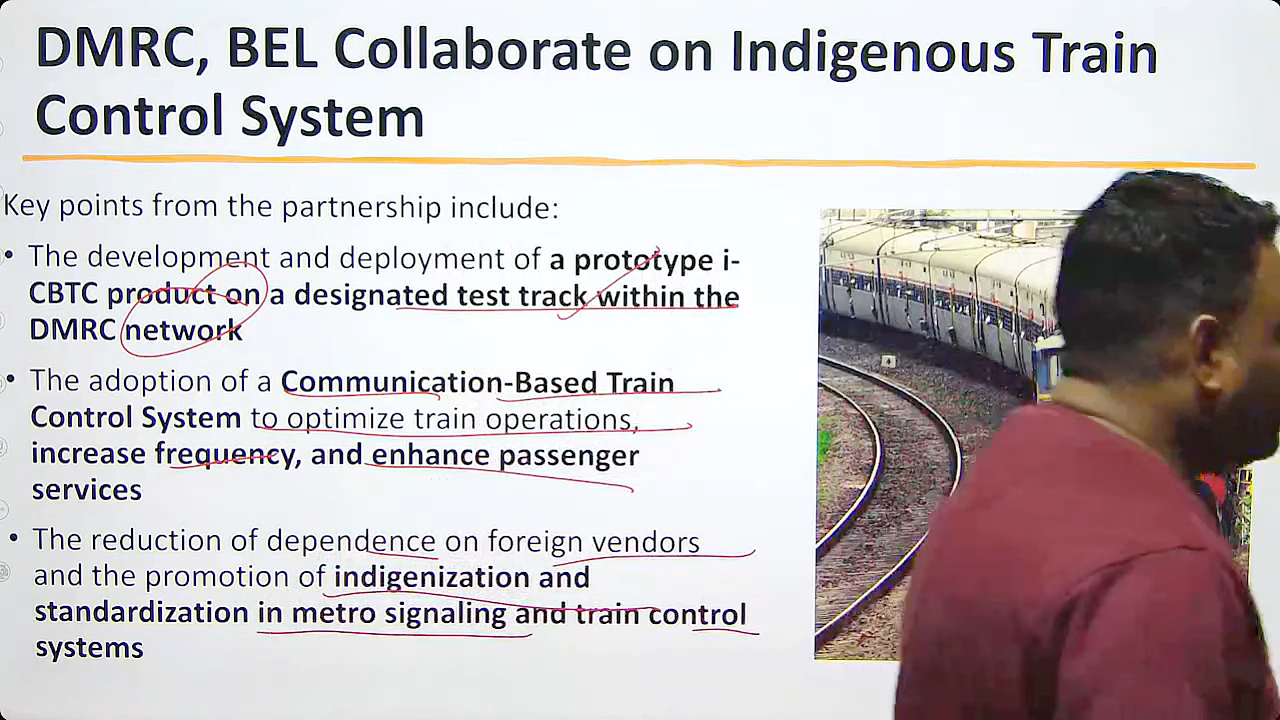 DMRC, BEL Collaborate on Indigenous Train
Control System
Key points from the partnership include:
• The development and deployment of a prototype i-
CBTC product on a designated test track within the
DMRC network
• The adoption of a Communication-Based Train
Control System to optimize train operations,
increase frequency, and enhance passenger
services
• The reduction of dependence on foreign vendors
and the promotion of indigenization and
standardization in metro signaling and train control
systems